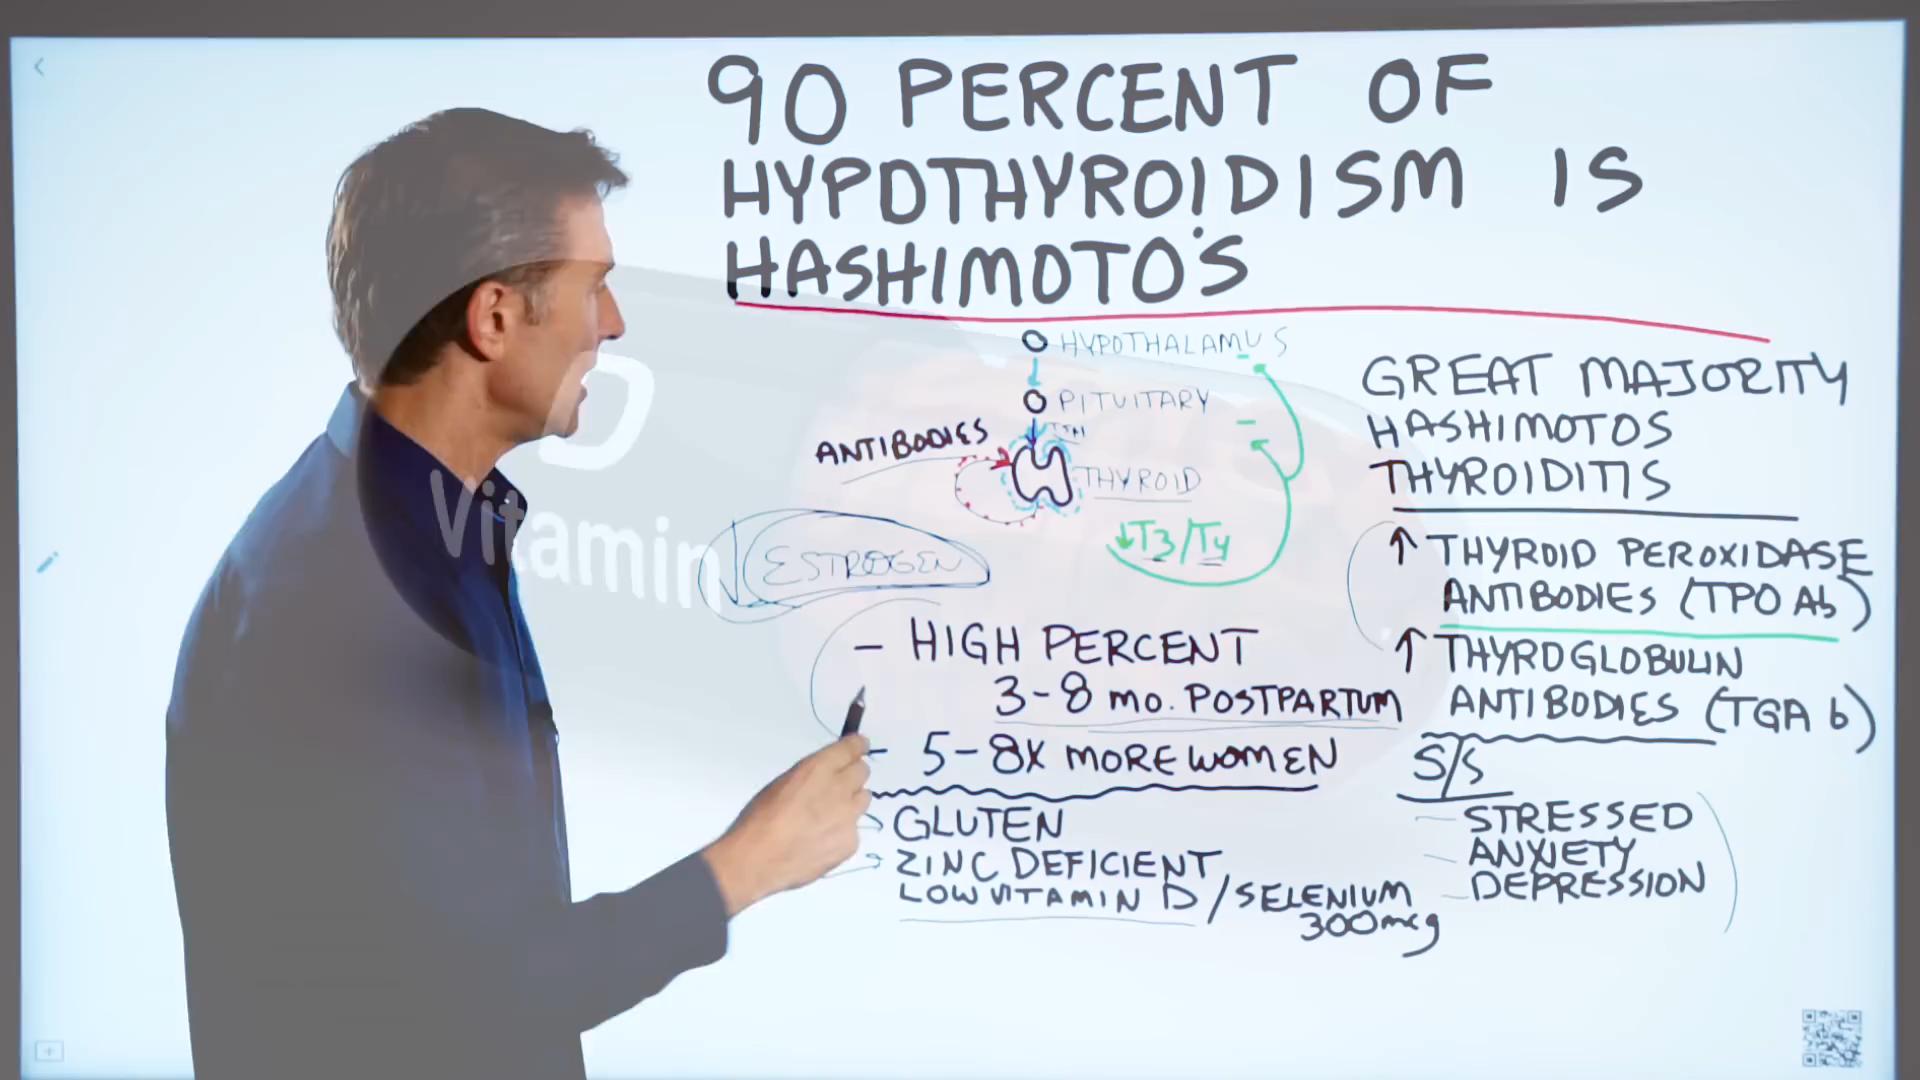 90 PERCENT OF
HYPOTHYROIDISM IS
HASHIMOTO'S
HYPOTHALAMUS
PITUITARY
TSH
ANTIBODIES
THYROID
↓T3/T4
ESTROGEN
D
Vitamin
- HIGH PERCENT
3-8 mo. POSTPARTUM
- 5-8X MORE WOMEN
GLUTEN
ZINC DEFICIENT
LOW VITAMIN D / SELENIUM
300mcg
GREAT MAJORITY
HASHIMOTOS
THYROIDITIS
↑ THYROID PEROXIDASE
ANTIBODIES (TPO Ab)
↑ THYROGLOBULIN
ANTIBODIES (TGA b)
S/S
- STRESSED
- ANXIETY
- DEPRESSION